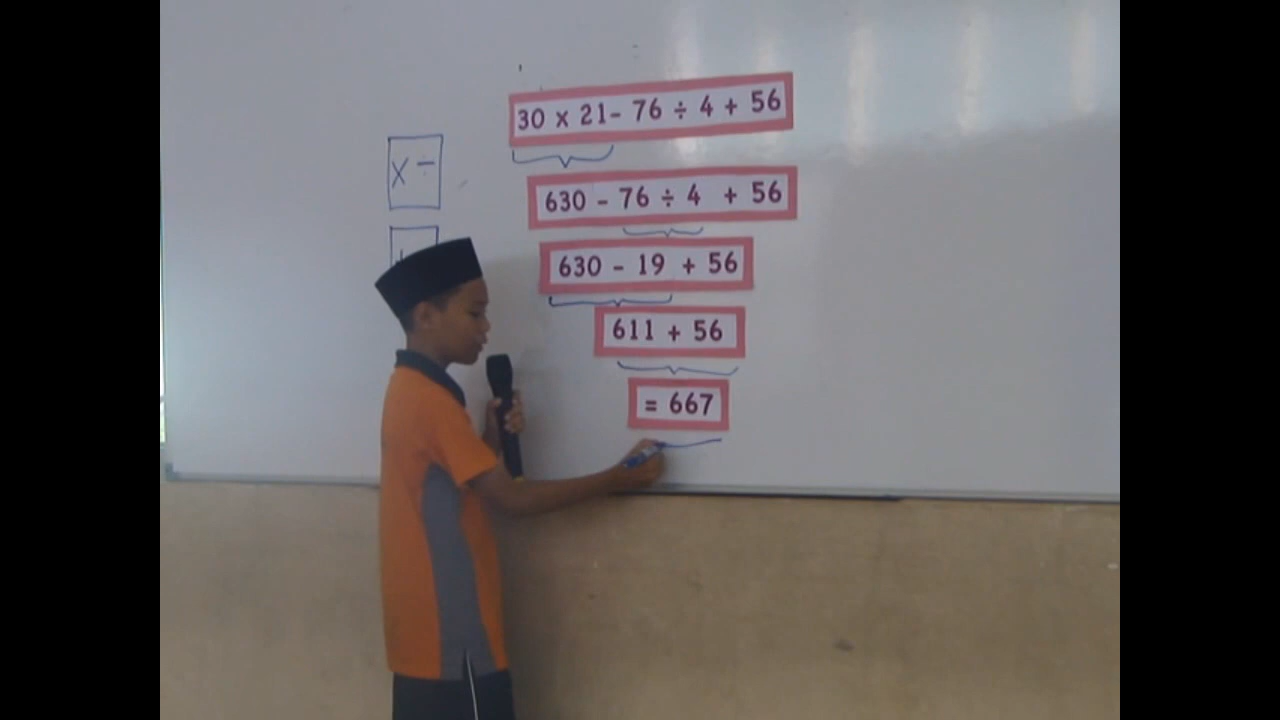 30 x 21 - 76 ÷ 4 + 56
x ÷
630 - 76 ÷ 4 + 56
630 - 19 + 56
611 + 56
= 667